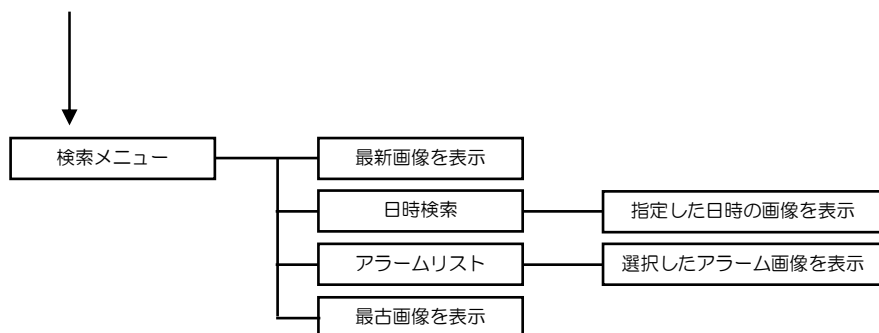 検索メニュー
最新画像を表示
日時検索
指定した日時の画像を表示
アラームリスト
選択したアラーム画像を表示
最古画像を表示